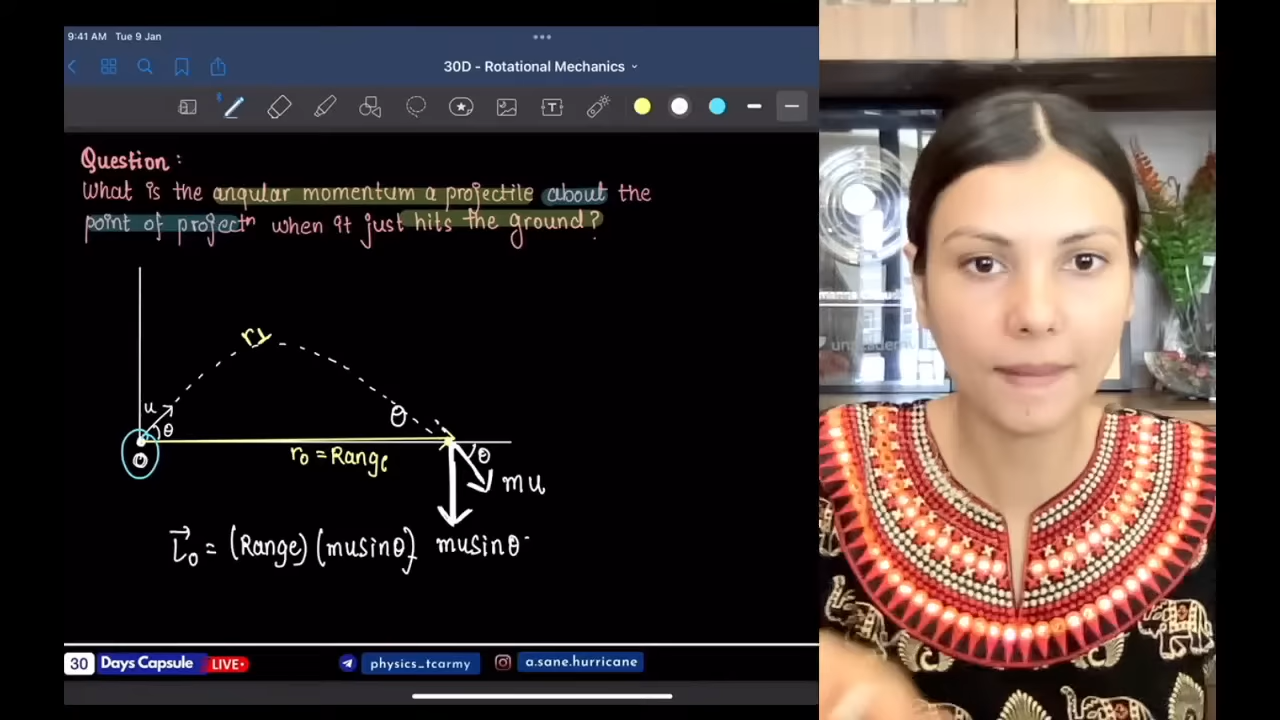 9:41 AM Tue 9 Jan
30D - Rotational Mechanics
Question :
What is the angular momentum a projectile about the
point of projectⁿ when it just hits the ground?
r⊥
u
θ
θ
O
r₀ = Range
θ
mu
musinθ
L⃗₀ = (Range) (musinθ)
30 Days Capsule LIVE
physics_tcarmy
a.sane.hurricane